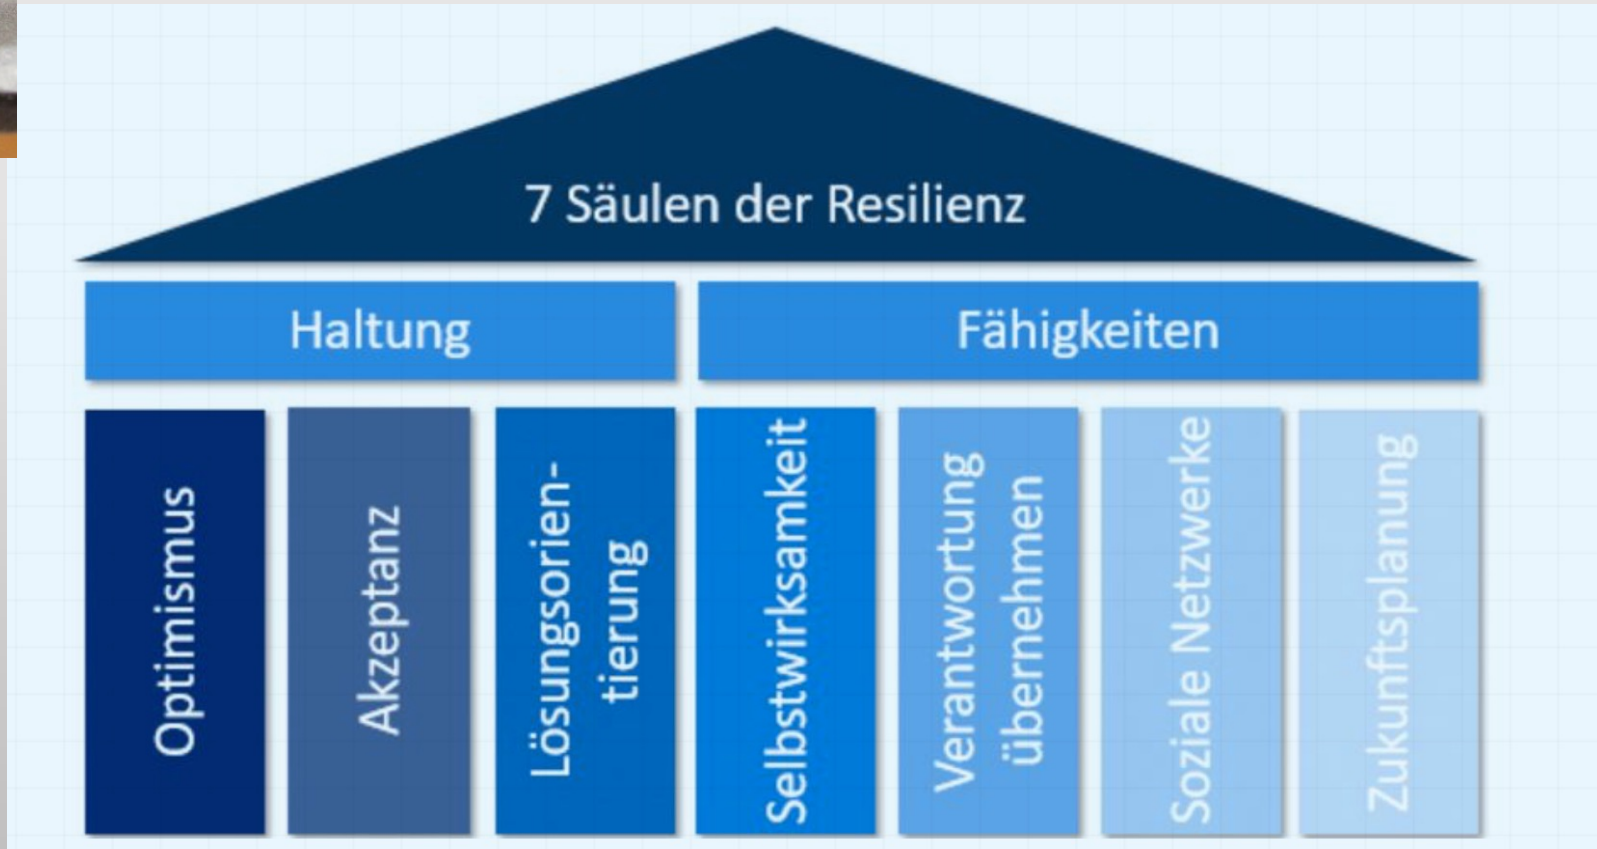 7 Säulen der Resilienz
Haltung
Fähigkeiten
Optimismus
Akzeptanz
Lösungsorien-
tierung
Selbstwirksamkeit
Verantwortung
übernehmen
Soziale Netzwerke
Zukunftsplanung